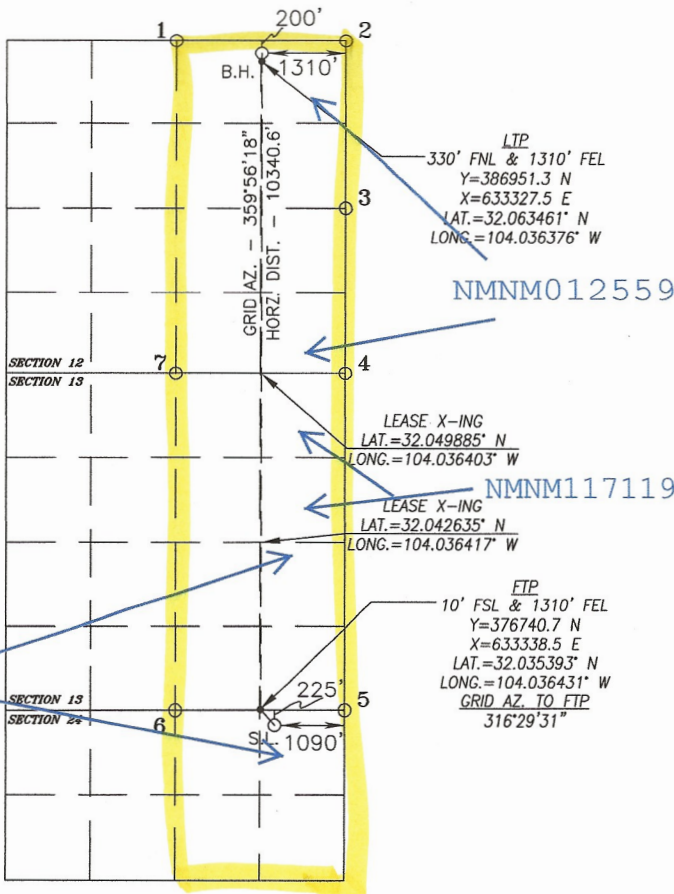 1
200'
2
B.H.
1310'
LTP
330' FNL & 1310' FEL
Y=386951.3 N
X=633327.5 E
LAT.=32.063461° N
LONG.=104.036376° W
3
GRID AZ. - 359°56'18"
HORZ. DIST. - 10340.6'
NMNM012559
SECTION 12
SECTION 13
7
4
LEASE X-ING
LAT.=32.049885° N
LONG.=104.036403° W
NMNM117119
LEASE X-ING
LAT.=32.042635° N
LONG.=104.036417° W
FTP
10' FSL & 1310' FEL
Y=376740.7 N
X=633338.5 E
LAT.=32.035393° N
LONG.=104.036431° W
GRID AZ. TO FTP
316°29'31"
SECTION 13
SECTION 24
6
225'
5
S.L.
1090'